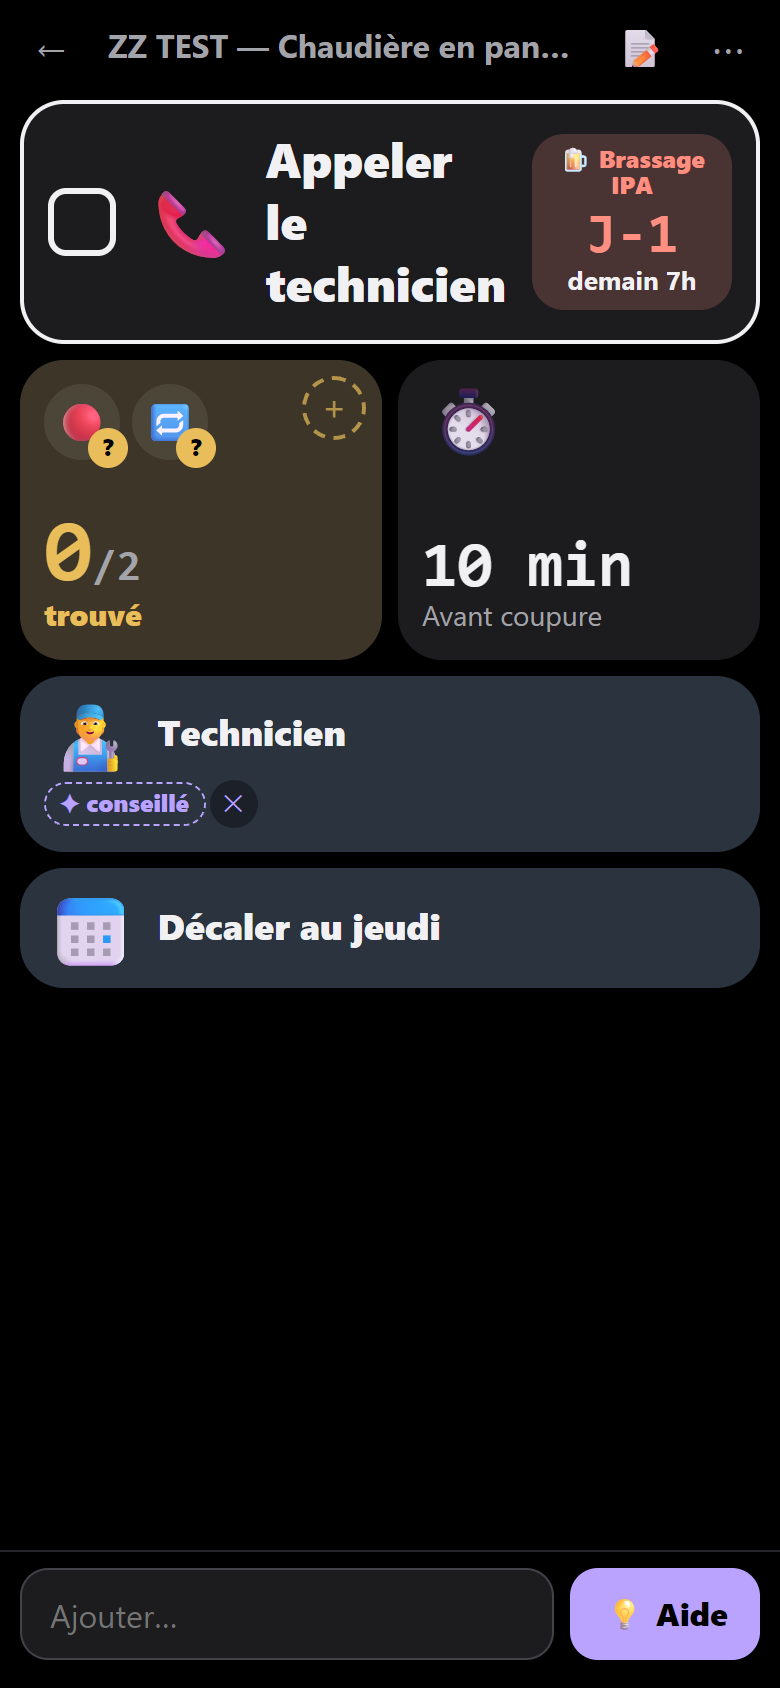 ← ZZ TEST — Chaudière en pan... 📝 ...
Appeler
le
technicien
🍺 Brassage
IPA
J-1
demain 7h
? ?
+
0/2
trouvé
10 min
Avant coupure
Technicien
✦ conseillé ×
Décaler au jeudi
Ajouter...
💡 Aide